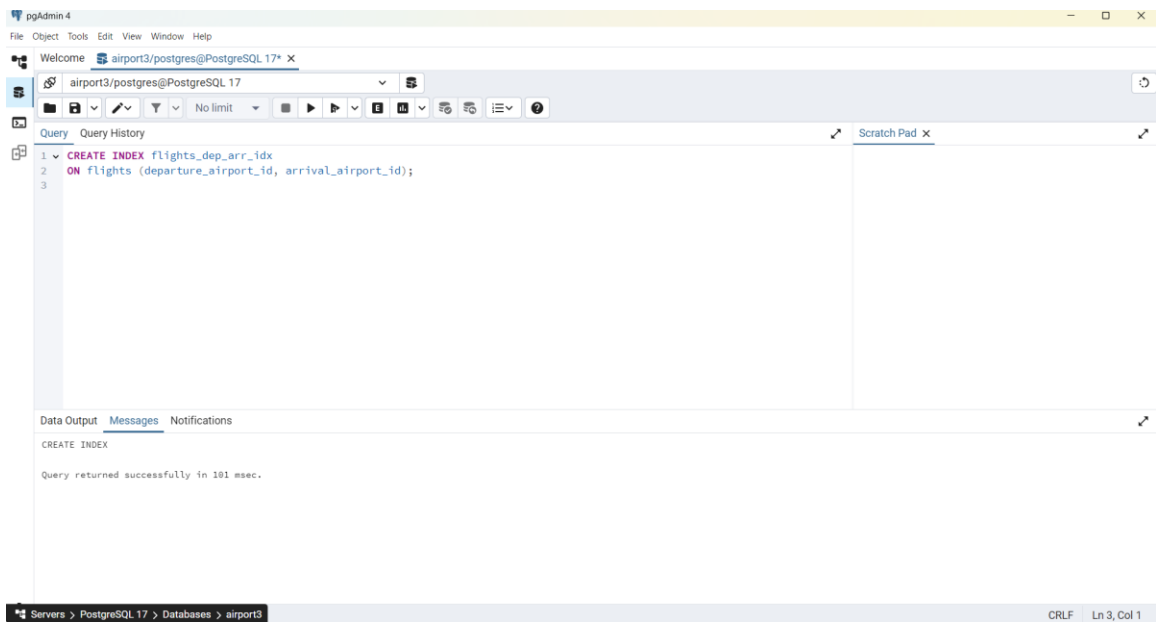 pgAdmin 4
File Object Tools Edit View Window Help
Welcome airport3/postgres@PostgreSQL 17*
airport3/postgres@PostgreSQL 17
No limit
E
Query Query History
Scratch Pad
1 CREATE INDEX flights_dep_arr_idx
2 ON flights (departure_airport_id, arrival_airport_id);
3
Data Output Messages Notifications
CREATE INDEX
Query returned successfully in 101 msec.
Servers > PostgreSQL 17 > Databases > airport3
CRLF Ln 3, Col 1